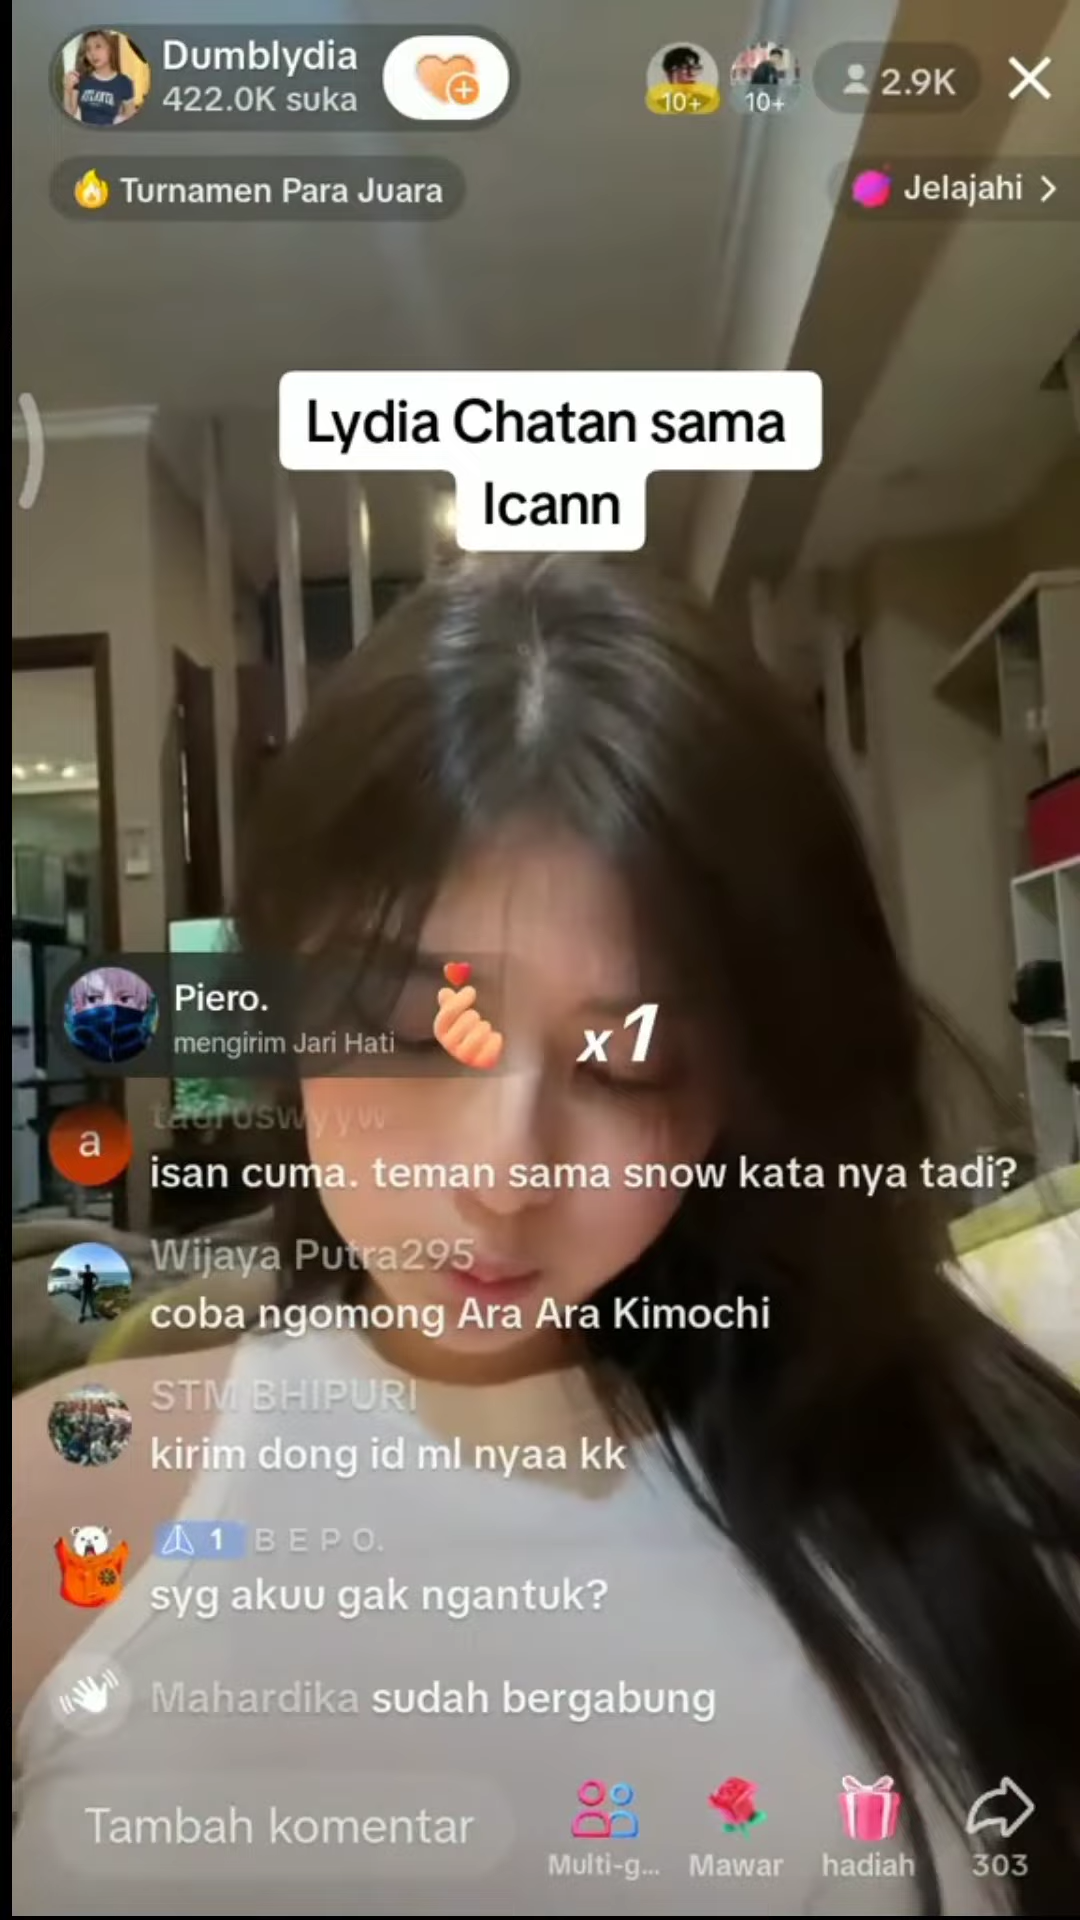 Dumblydia
422.0K suka
10+
10+
2.9K
Turnamen Para Juara
Jelajahi
Lydia Chatan sama
Icann
Piero.
mengirim Jari Hati
x1
a
tauroswyyw
isan cuma. teman sama snow kata nya tadi?
Wijaya Putra295
coba ngomong Ara Ara Kimochi
STM BHIPURI
kirim dong id ml nyaa kk
1 B E P O.
syg akuu gak ngantuk?
Mahardika sudah bergabung
Tambah komentar
Multi-g...
Mawar
hadiah
303